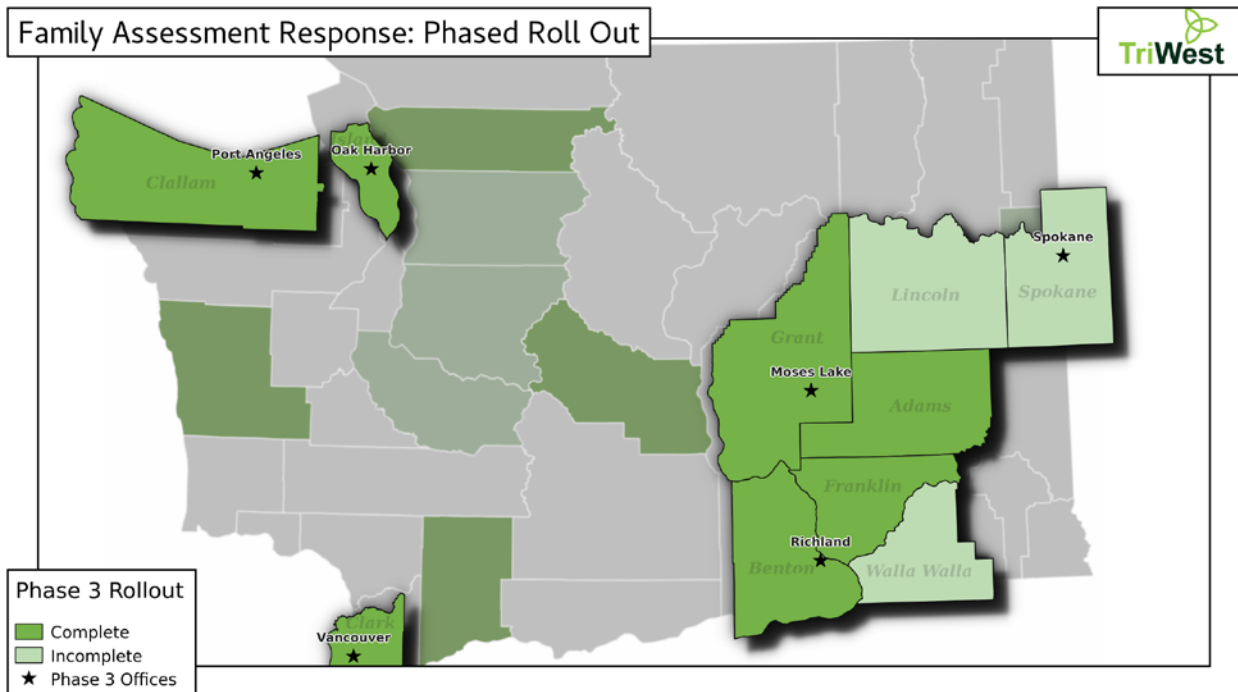 Family Assessment Response: Phased Roll Out
TriWest
Island
Port Angeles
Oak Harbor
Clallam
Spokane
Lincoln
Spokane
Grant
Moses Lake
Adams
Franklin
Richland
Benton
Walla Walla
Phase 3 Rollout
Complete
Incomplete
Phase 3 Offices
Clark
Vancouver